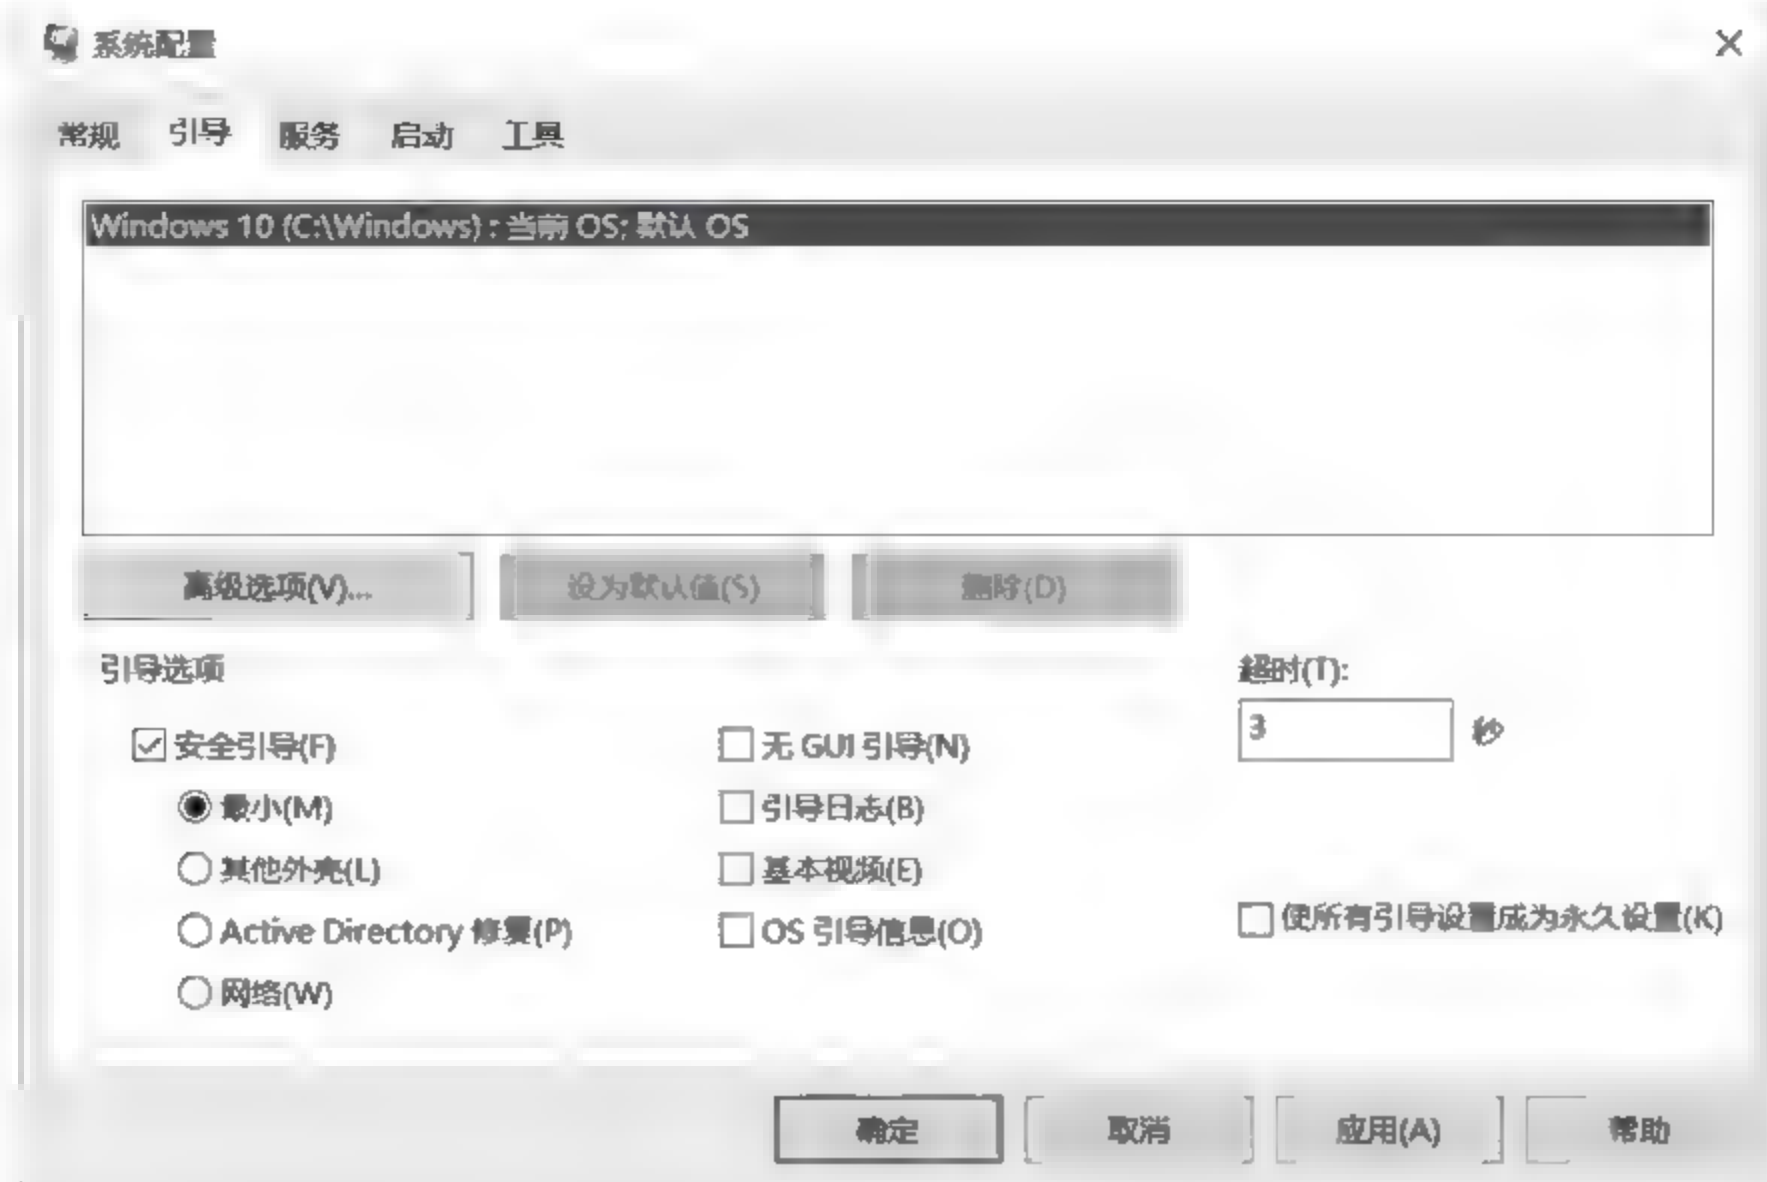 系统配置
常规 引导 服务 启动 工具
Windows 10 (C:\Windows) : 当前 OS; 默认 OS
高级选项(V)... 设为默认值(S) 删除(D)
引导选项 超时(T):
安全引导(F) 无 GUI 引导(N) 3 秒
最小(M) 引导日志(B)
其他外壳(L) 基本视频(E)
Active Directory 修复(P) OS 引导信息(O) 使所有引导设置成为永久设置(K)
网络(W)
确定 取消 应用(A) 帮助